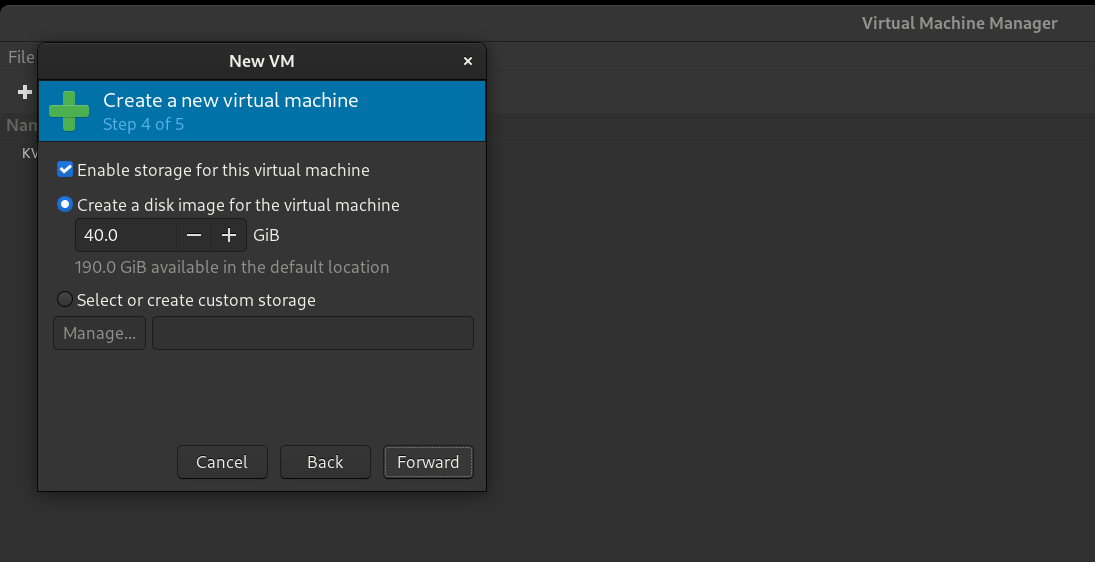 Virtual Machine Manager
File
New VM
Create a new virtual machine
Step 4 of 5
Enable storage for this virtual machine
Create a disk image for the virtual machine
40.0 GiB
190.0 GiB available in the default location
Select or create custom storage
Manage...
Cancel Back Forward